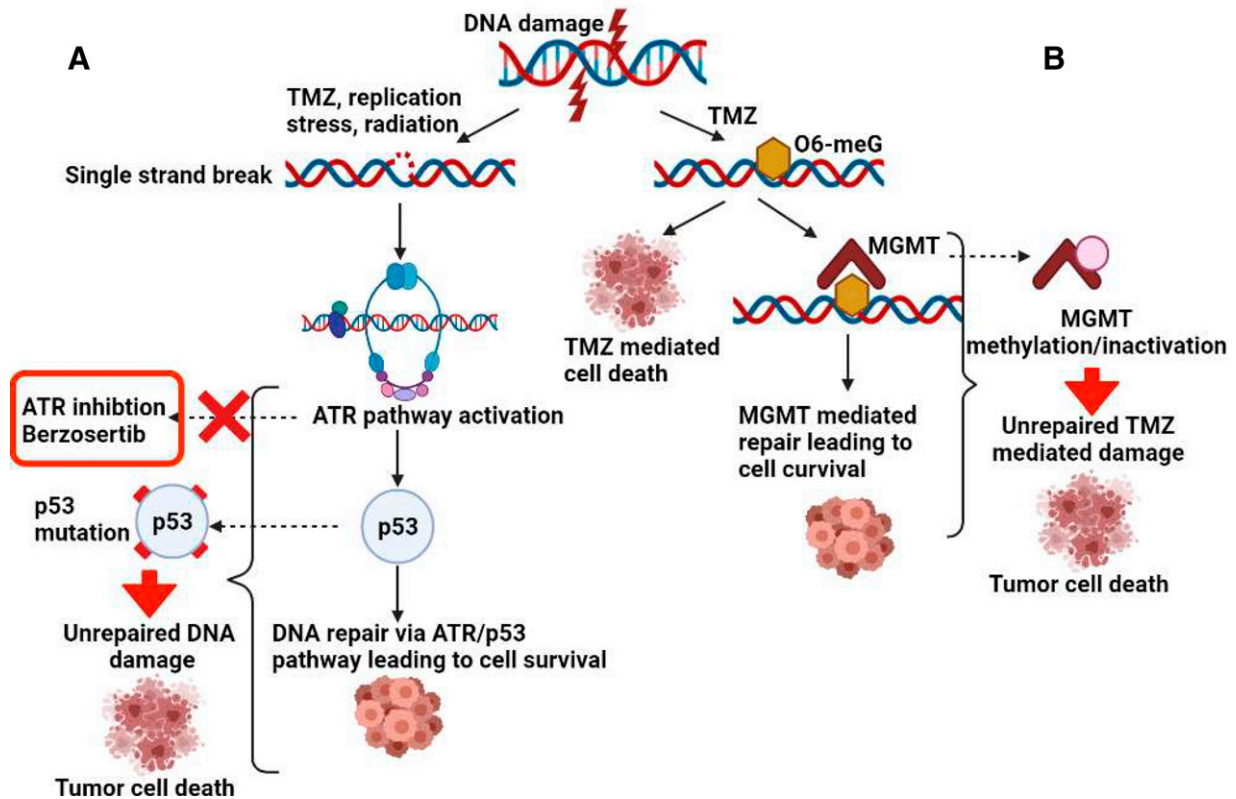 A
DNA damage
B
TMZ, replication
stress, radiation
TMZ
O6-meG
Single strand break
MGMT
TMZ mediated
cell death
MGMT
methylation/inactivation
ATR inhibtion
Berzosertib
ATR pathway activation
MGMT mediated
repair leading to
cell curvival
Unrepaired TMZ
mediated damage
p53
mutation
p53
p53
Tumor cell death
Unrepaired DNA
damage
DNA repair via ATR/p53
pathway leading to cell survival
Tumor cell death